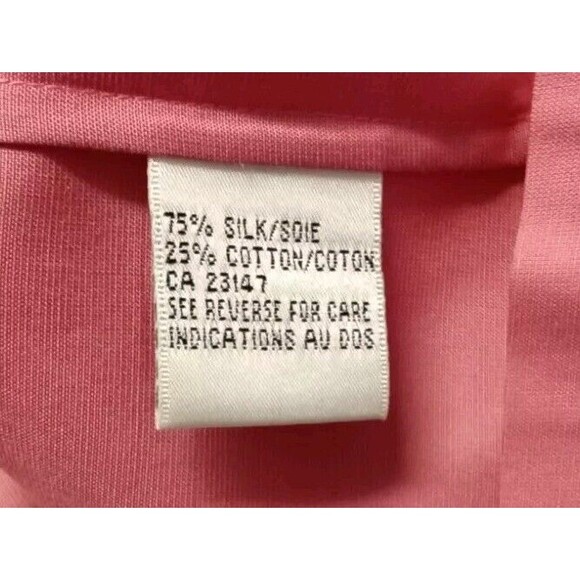 75% SILK/SOIE
25% COTTON/COTON
CA 23147
SEE REVERSE FOR CARE
INDICATIONS AU DOS